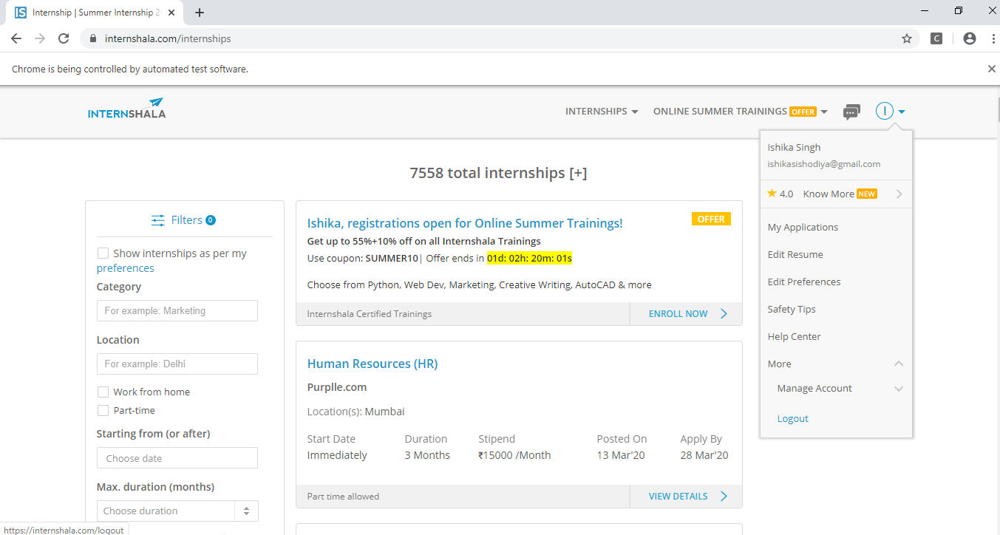 Internship | Summer Internship 2
internshala.com/internships
C
Chrome is being controlled by automated test software.
INTERNSHALA
INTERNSHIPS
ONLINE SUMMER TRAININGS OFFER
I
Ishika Singh
ishikasishodiya@gmail.com
4.0 Know More NEW
My Applications
Edit Resume
Edit Preferences
Safety Tips
Help Center
More
Manage Account
Logout
7558 total internships [+]
Filters 0
Show internships as per my
preferences
Category
For example: Marketing
Location
For example: Delhi
Work from home
Part-time
Starting from (or after)
Choose date
Max. duration (months)
Choose duration
Ishika, registrations open for Online Summer Trainings!
OFFER
Get up to 55%+10% off on all Internshala Trainings
Use coupon: SUMMER10| Offer ends in 01d: 02h: 20m: 01s
Choose from Python, Web Dev, Marketing, Creative Writing, AutoCAD & more
Internshala Certified Trainings
ENROLL NOW
Human Resources (HR)
Purplle.com
Location(s): Mumbai
Start Date Duration Stipend Posted On Apply By
Immediately 3 Months ₹15000 /Month 13 Mar'20 28 Mar'20
Part time allowed
VIEW DETAILS
https://internshala.com/logout